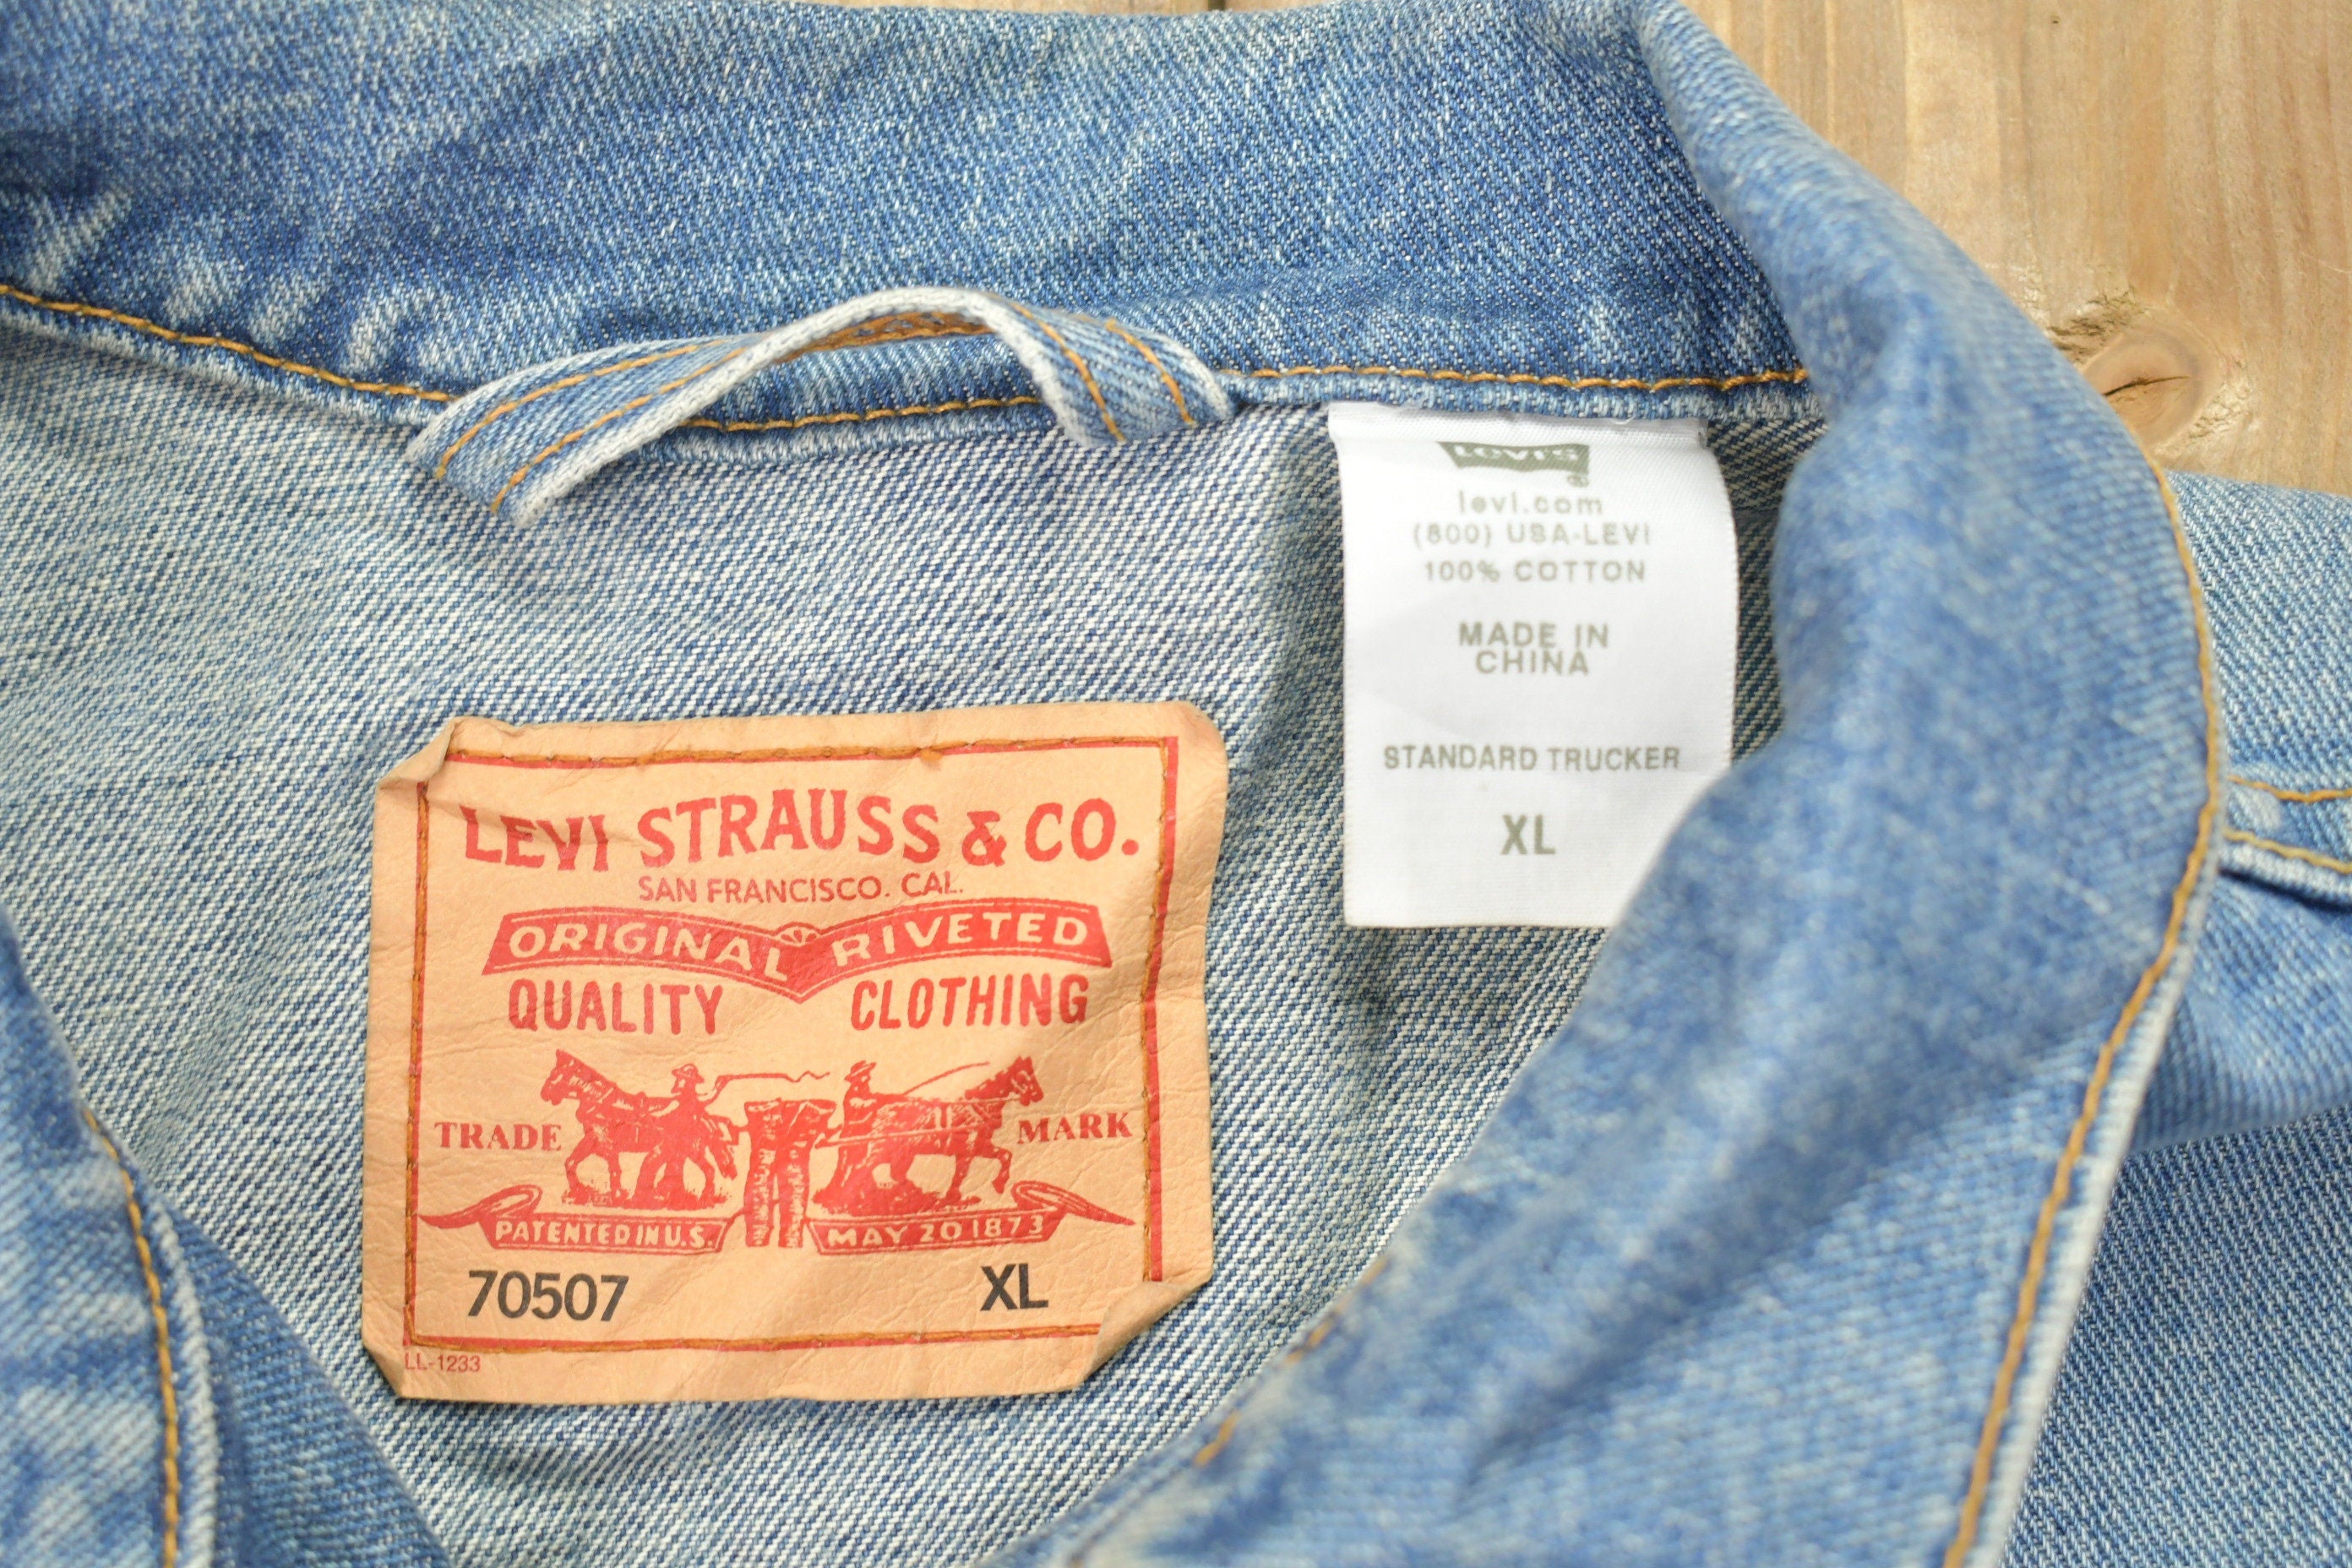 LEVI STRAUSS & CO.
SAN FRANCISCO. CAL.
ORIGINAL RIVETED
QUALITY CLOTHING
TRADE MARK
PATENTED IN U.S. MAY 20 1873
70507 XL
LL-1233
LEVI'S
levi.com
(800) USA-LEVI
100% COTTON
MADE IN
CHINA
STANDARD TRUCKER
XL